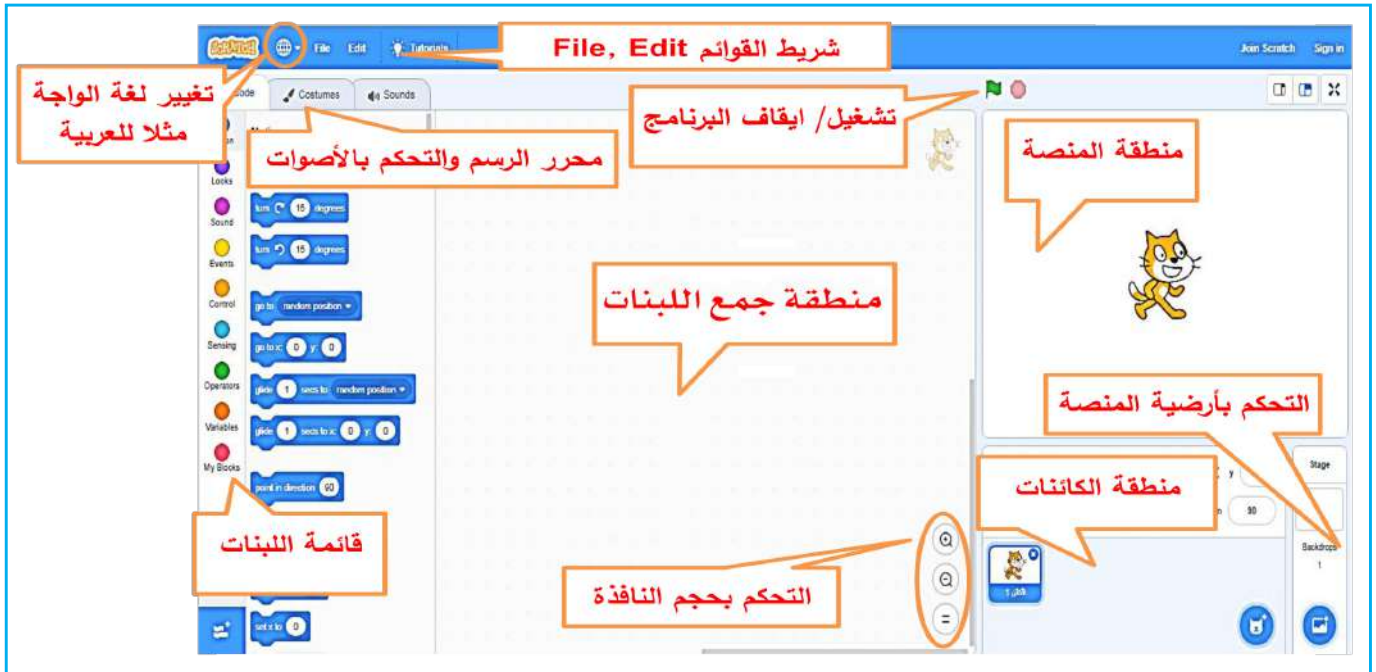 SCRATCH File Edit Tutorials
شريط القوائم File, Edit
Join Scratch Sign in
تغيير لغة الواجة
مثلا للعربية
Costumes
Sounds
تشغيل/ ايقاف البرنامج
منطقة المنصة
محرر الرسم والتحكم بالأصوات
Looks
Sound
turn 15 degrees
Events
turn 15 degrees
Control
go to random position
Sensing
go to x: 0 y: 0
Operators
glide 1 secs to random position
Variables
glide 1 secs to x: 0 y: 0
My Blocks
point in direction 90
منطقة جمع اللبنات
التحكم بأرضية المنصة
منطقة الكائنات
y
Stage
90
Backdrops
1
قائمة اللبنات
التحكم بحجم النافذة
set x to 0